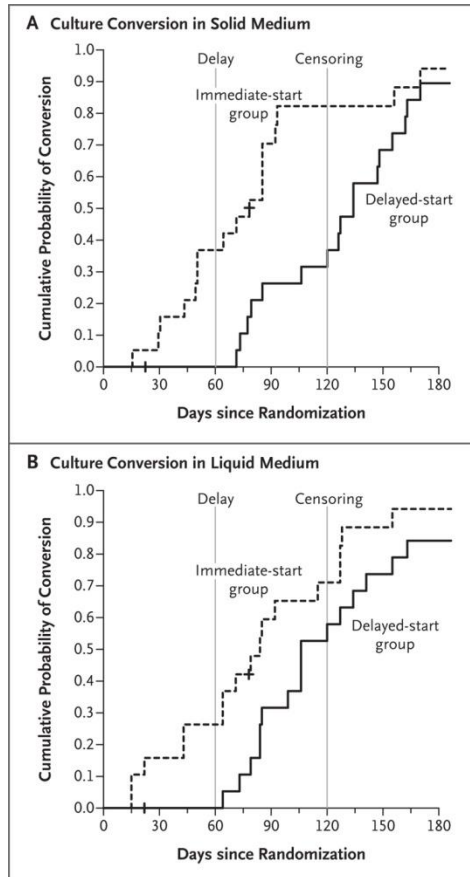 A Culture Conversion in Solid Medium
1.0
0.9
0.8
0.7
0.6
0.5
0.4
0.3
0.2
0.1
0.0
Cumulative Probability of Conversion
Delay
Censoring
Immediate-start
group
Delayed-start
group
0 30 60 90 120 150 180
Days since Randomization
B Culture Conversion in Liquid Medium
1.0
0.9
0.8
0.7
0.6
0.5
0.4
0.3
0.2
0.1
0.0
Cumulative Probability of Conversion
Delay
Censoring
Immediate-start
group
Delayed-start
group
0 30 60 90 120 150 180
Days since Randomization